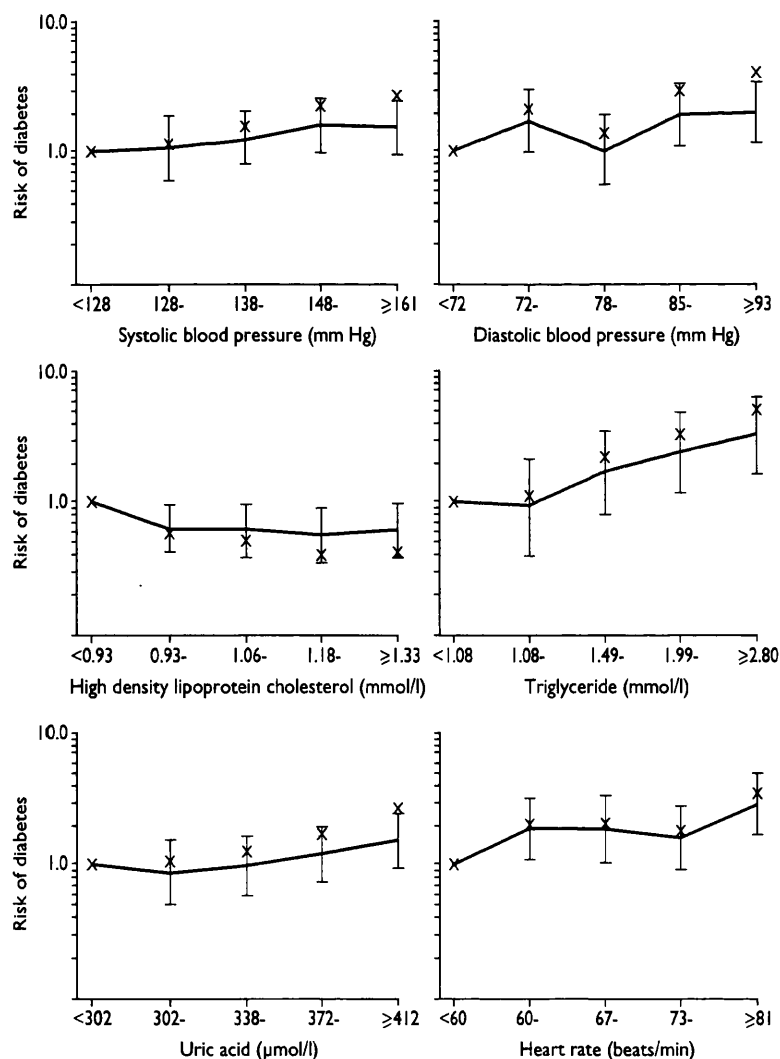 10.0
1.0
Risk of diabetes
<128 128- 138- 148- ⩾161
Systolic blood pressure (mm Hg)
<72 72- 78- 85- ⩾93
Diastolic blood pressure (mm Hg)
10.0
1.0
Risk of diabetes
<0.93 0.93- 1.06- 1.18- ⩾1.33
High density lipoprotein cholesterol (mmol/l)
<1.08 1.08- 1.49- 1.99- ⩾2.80
Triglyceride (mmol/l)
10.0
1.0
Risk of diabetes
<302 302- 338- 372- ⩾412
Uric acid (µmol/l)
<60 60- 67- 73- ⩾81
Heart rate (beats/min)